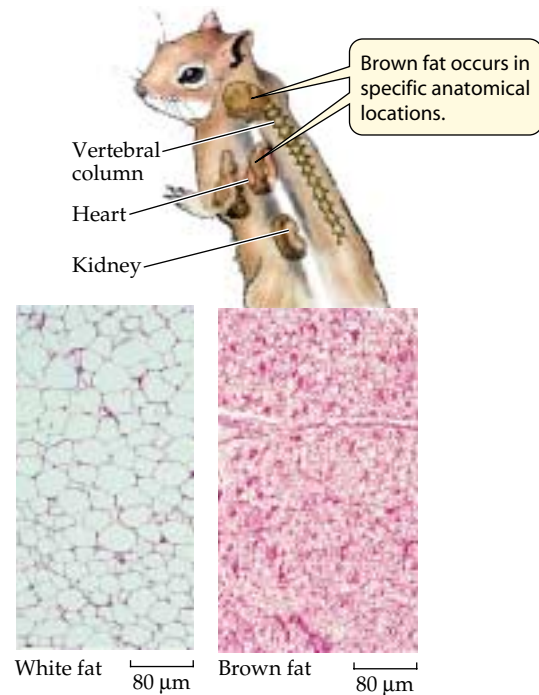 Brown fat occurs in
specific anatomical
locations.
Vertebral
column
Heart
Kidney
White fat
80 µm
Brown fat
80 µm